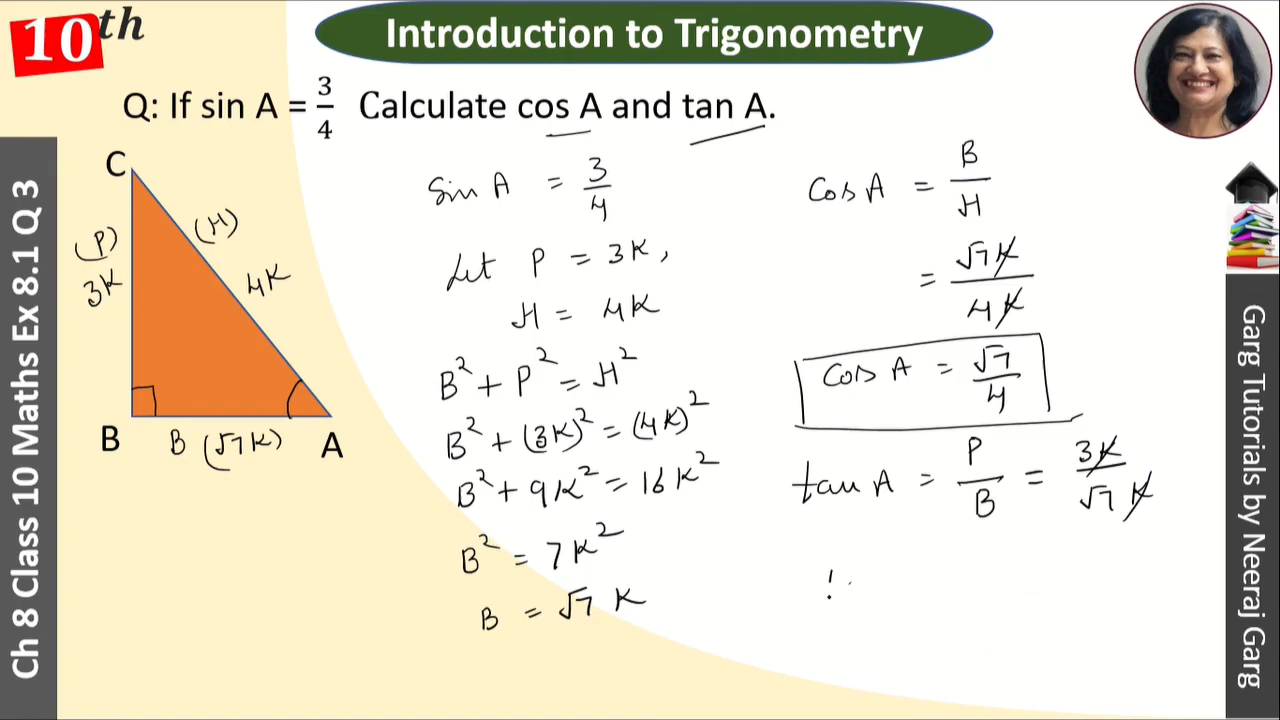 10th
Introduction to Trigonometry
Q: If sin A = 3/4 Calculate cos A and tan A.
C
(P)
3K
(H)
4K
B
B (√7K)
A
Sin A = 3/4
Let P = 3K,
H = 4K
B² + P² = H²
B² + (3K)² = (4K)²
B² + 9K² = 16K²
B² = 7K²
B = √7 K
Cos A = B/H
= √7K/4K
Cos A = √7/4
tan A = P/B = 3K/√7K
Ch 8 Class 10 Maths Ex 8.1 Q 3
Garg Tutorials by Neeraj Garg